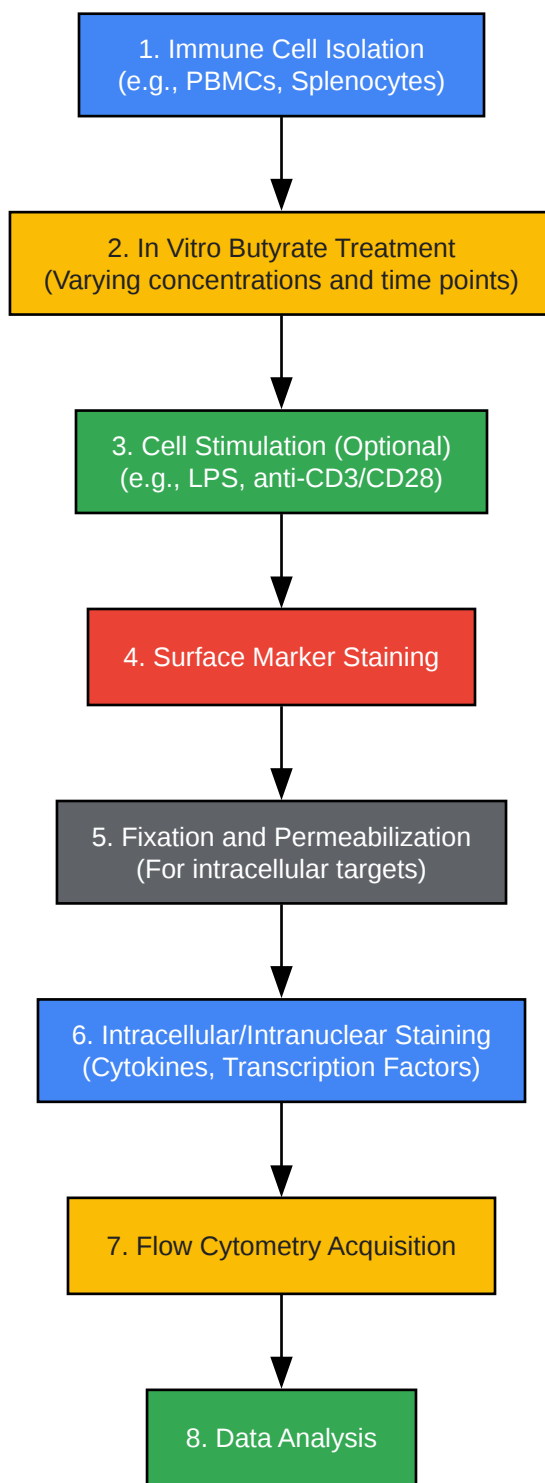 1. Immune Cell Isolation
(e.g., PBMCs, Splenocytes)
2. In Vitro Butyrate Treatment
(Varying concentrations and time points)
3. Cell Stimulation (Optional)
(e.g., LPS, anti-CD3/CD28)
4. Surface Marker Staining
5. Fixation and Permeabilization
(For intracellular targets)
6. Intracellular/Intranuclear Staining
(Cytokines, Transcription Factors)
7. Flow Cytometry Acquisition
8. Data Analysis